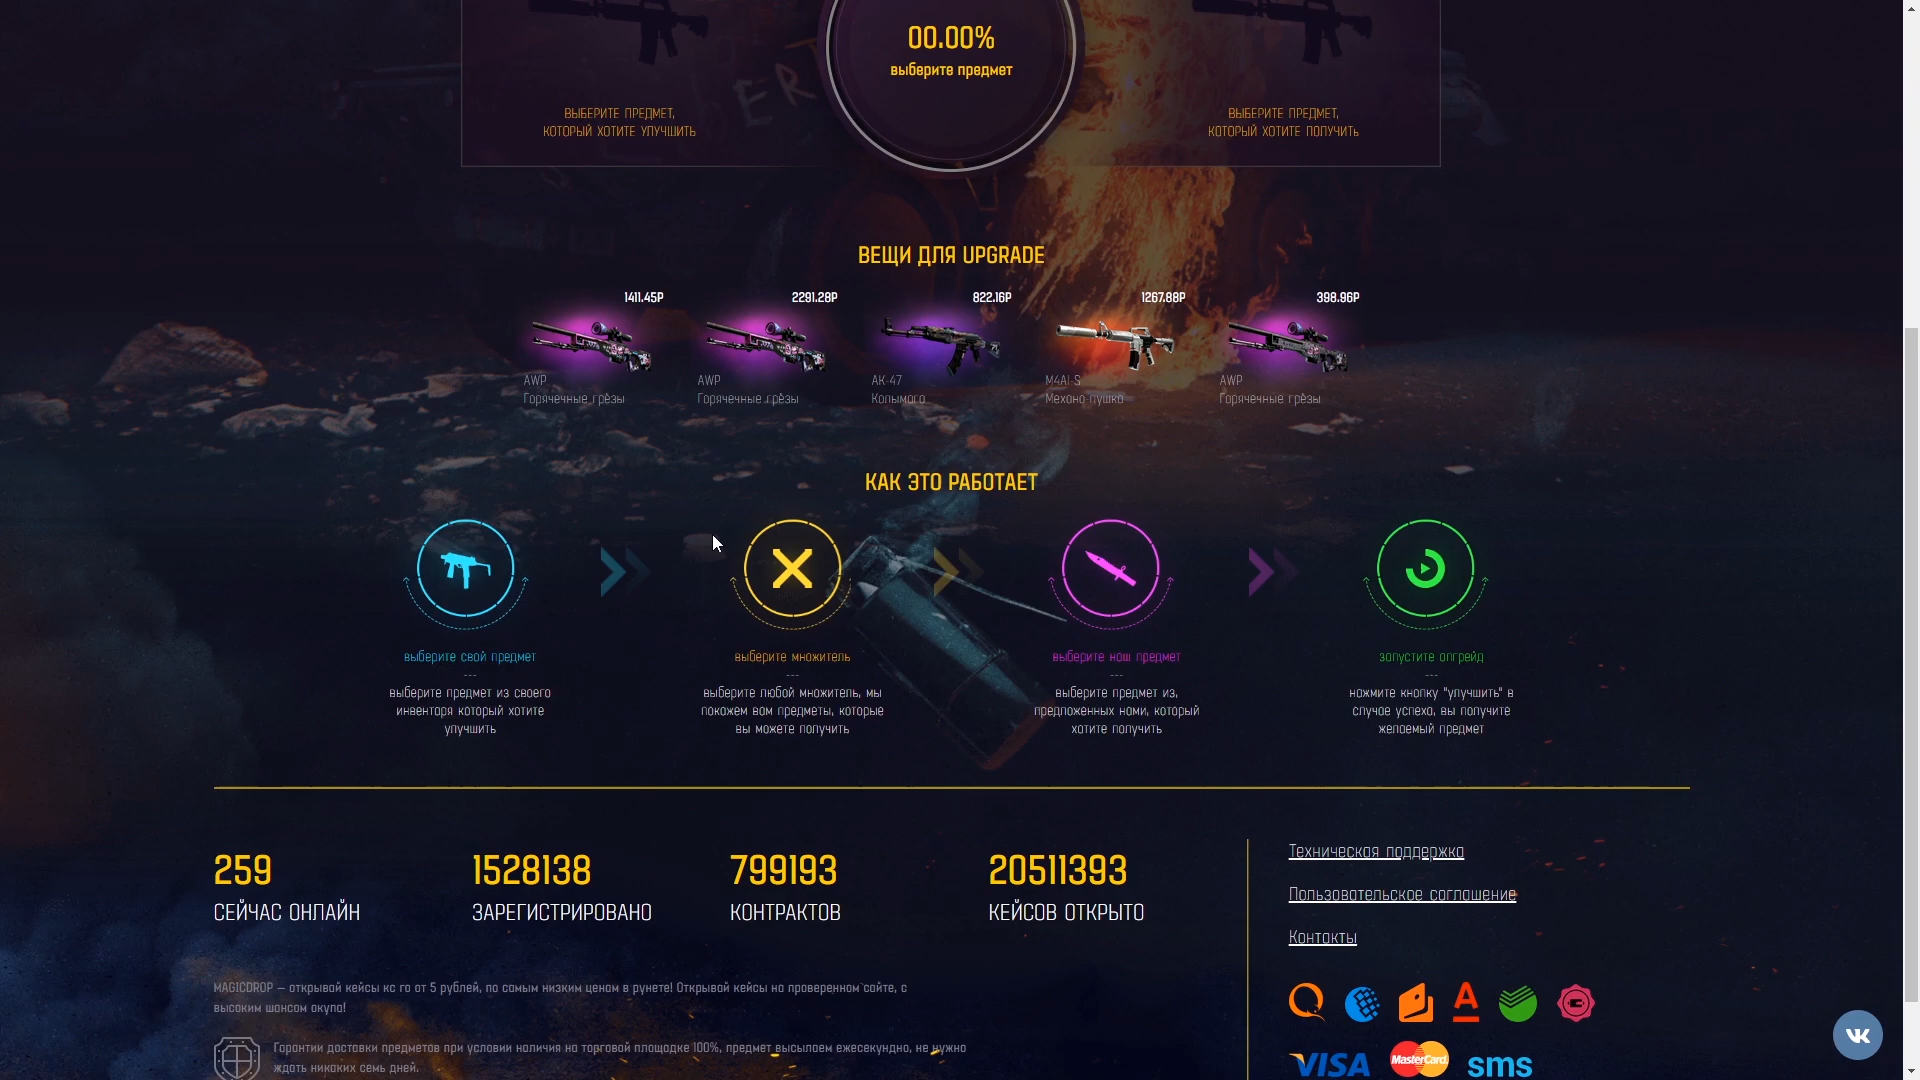 ER
00.00%
выберите предмет
ВЫБЕРИТЕ ПРЕДМЕТ,
КОТОРЫЙ ХОТИТЕ УЛУЧШИТЬ
ВЫБЕРИТЕ ПРЕДМЕТ,
КОТОРЫЙ ХОТИТЕ ПОЛУЧИТЬ
ВЕЩИ ДЛЯ UPGRADE
1411.45Р
2291.28Р
822.16Р
1267.88Р
398.96Р
AWP
Горячечные грёзы
AWP
Горячечные грёзы
AK-47
Колымага
M4A1-S
Механо-пушка
AWP
Горячечные грёзы
КАК ЭТО РАБОТАЕТ
выберите свой предмет
---
выберите предмет из своего
инвентаря который хотите
улучшить
выберите множитель
---
выберите любой множитель, мы
покажем вам предметы, которые
вы можете получить
выберите наш предмет
---
выберите предмет из,
предложенных нами, который
хотите получить
запустите апгрейд
---
нажмите кнопку "улучшить" в
случае успеха, вы получите
желаемый предмет
259
СЕЙЧАС ОНЛАЙН
1528138
ЗАРЕГИСТРИРОВАНО
799193
КОНТРАКТОВ
20511393
КЕЙСОВ ОТКРЫТО
Техническая поддержка
Пользовательское соглашение
Контакты
MAGICDROP – открывай кейсы кс го от 5 рублей, по самым низким ценам в рунете! Открывай кейсы на проверенном сайте, с
высоким шансом окупа!
Гарантии доставки предметов при условии наличия на торговой площадке 100%, предмет высылаем ежесекундно, не нужно
ждать никаких семь дней.
VISA
MasterCard
sms